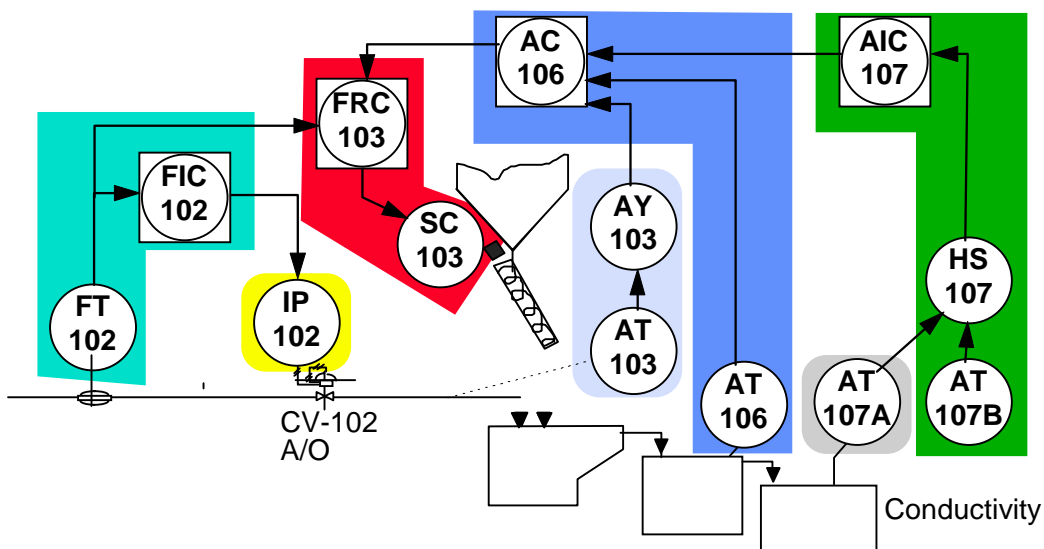 AC
106
AIC
107
FRC
103
FIC
102
SC
103
AY
103
HS
107
FT
102
IP
102
AT
103
AT
106
AT
107A
AT
107B
CV-102
A/O
Conductivity